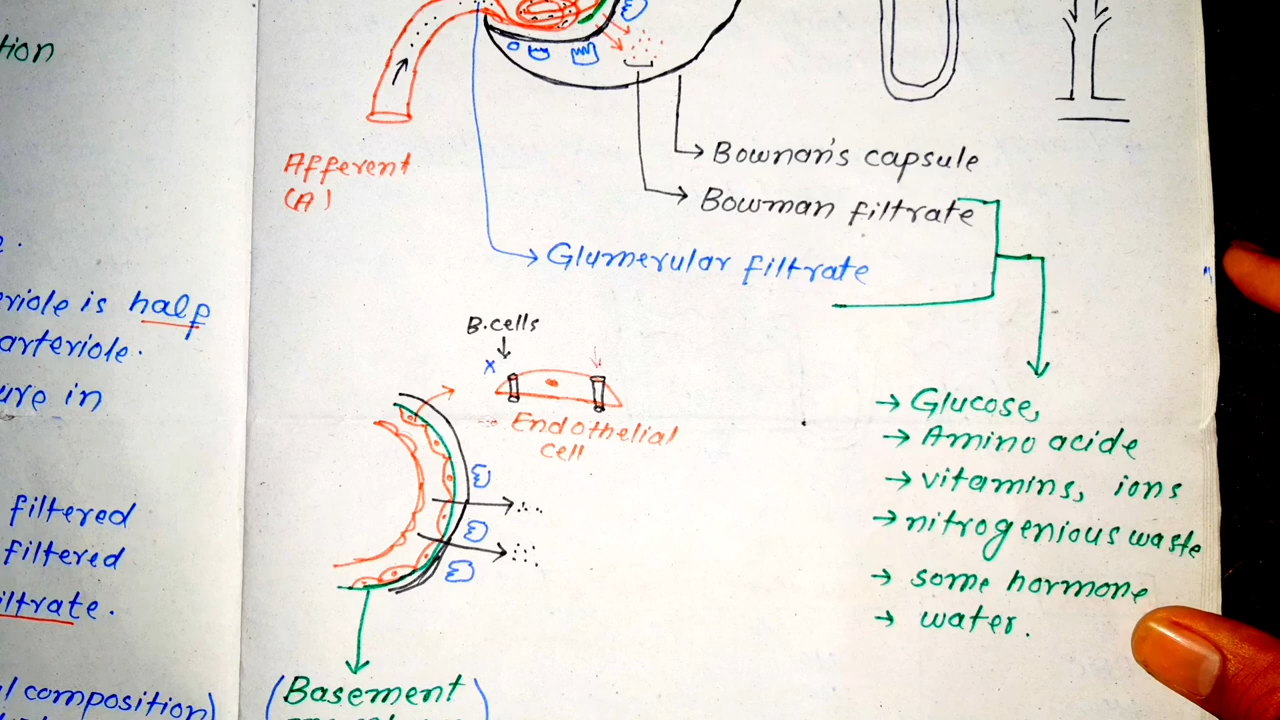 tion
Afferent
(A)
Bownan's capsule
Bowman filtrate
Glumerular filtrate
riole is half
arteriole.
ure in
B.cells
x
Endothelial
cell
→ Glucose,
→ Amino acide
→ vitamins, ions
→ nitrogenious waste
→ some hormone
→ water.
filtered
filtered
iltrate.
l composition)
(Basement